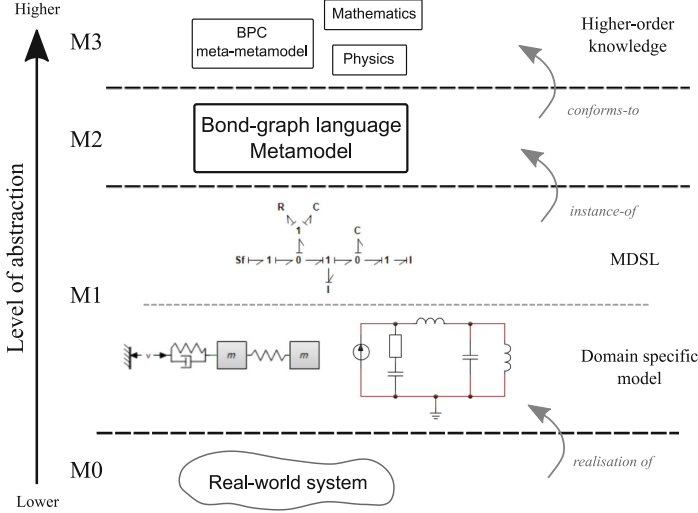 Higher
Mathematics
M3
BPC
meta-metamodel
Physics
Higher-order
knowledge
conforms-to
M2
Bond-graph language
Metamodel
instance-of
Level of abstraction
M1
R C
1 C
Sf 1 0 1 0 1 I
I
MDSL
v
m
m
Domain specific
model
M0
Real-world system
realisation of
Lower